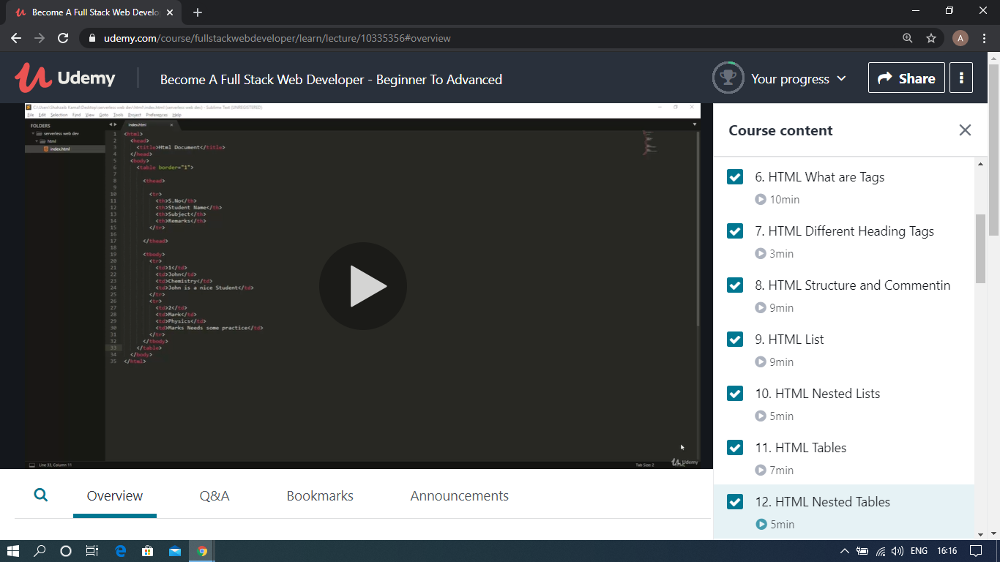 Become A Full Stack Web Develo
udemy.com/course/fullstackwebdeveloper/learn/lecture/10335356#overview
A
Udemy
Become A Full Stack Web Developer - Beginner To Advanced
Your progress
Share
C:\Users\Shahzaib Kamal\Desktop\serverless web dev\html\index.html (serverless web dev) - Sublime Text (UNREGISTERED)
File Edit Selection Find View Goto Tools Project Preferences Help
FOLDERS
serverless web dev
html
index.html
index.html
1 <html>
2 <head>
3 <title>Html Document</title>
4 </head>
5 <body>
6 <table border="1">
7
8 <thead>
9
10 <tr>
11 <th>S.No</th>
12 <th>Student Name</th>
13 <th>Subject</th>
14 <th>Remarks</th>
15 </tr>
16
17 </thead>
18
19 <tbody>
20 <tr>
21 <td>1</td>
22 <td>John</td>
23 <td>Chemistry</td>
24 <td>John is a nice Student</td>
25 </tr>
26 <tr>
27 <td>2</td>
28 <td>Mark</td>
29 <td>Physics</td>
30 <td>Marks Needs some practice</td>
31 </tr>
32 </tbody>
33 </table>
34 </body>
35 </html>
Line 33, Column 11
Tab Size 2
Udemy
Course content
6. HTML What are Tags
10min
7. HTML Different Heading Tags
3min
8. HTML Structure and Commentin
9min
9. HTML List
9min
10. HTML Nested Lists
5min
11. HTML Tables
7min
12. HTML Nested Tables
5min
Overview
Q&A
Bookmarks
Announcements
ENG
16:16